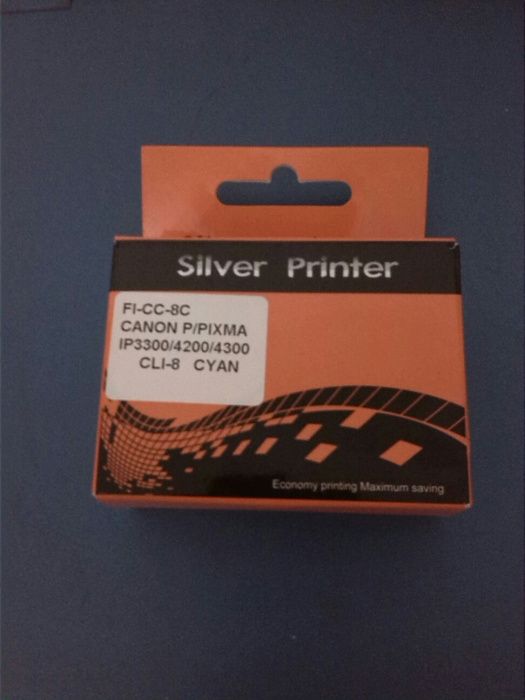 Silver Printer
FI-CC-8C
CANON P/PIXMA
IP3300/4200/4300
CLI-8 CYAN
Economy printing Maximum saving